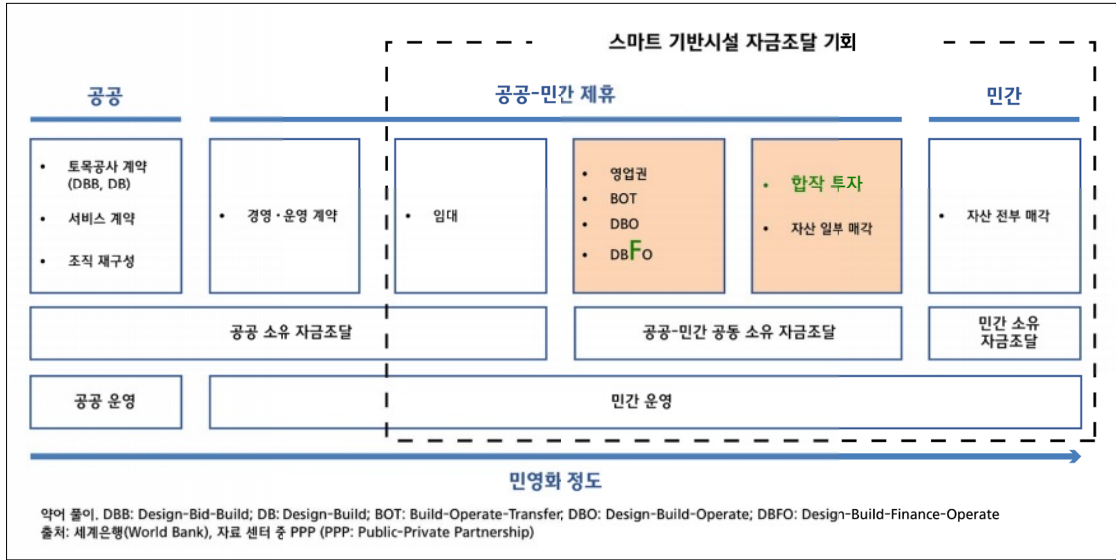 스마트 기반시설 자금조달 기회
공공
공공-민간 제휴
민간
• 토목공사 계약
(DBB, DB)
• 서비스 계약
• 조직 재구성
• 경영·운영 계약
• 임대
• 영업권
• BOT
• DBO
• DBFO
• 합작 투자
• 자산 일부 매각
• 자산 전부 매각
공공 소유 자금조달
공공-민간 공동 소유 자금조달
민간 소유
자금조달
공공 운영
민간 운영
민영화 정도
약어 풀이. DBB: Design-Bid-Build; DB: Design-Build; BOT: Build-Operate-Transfer; DBO: Design-Build-Operate; DBFO: Design-Build-Finance-Operate
출처: 세계은행(World Bank), 자료 센터 중 PPP (PPP: Public-Private Partnership)